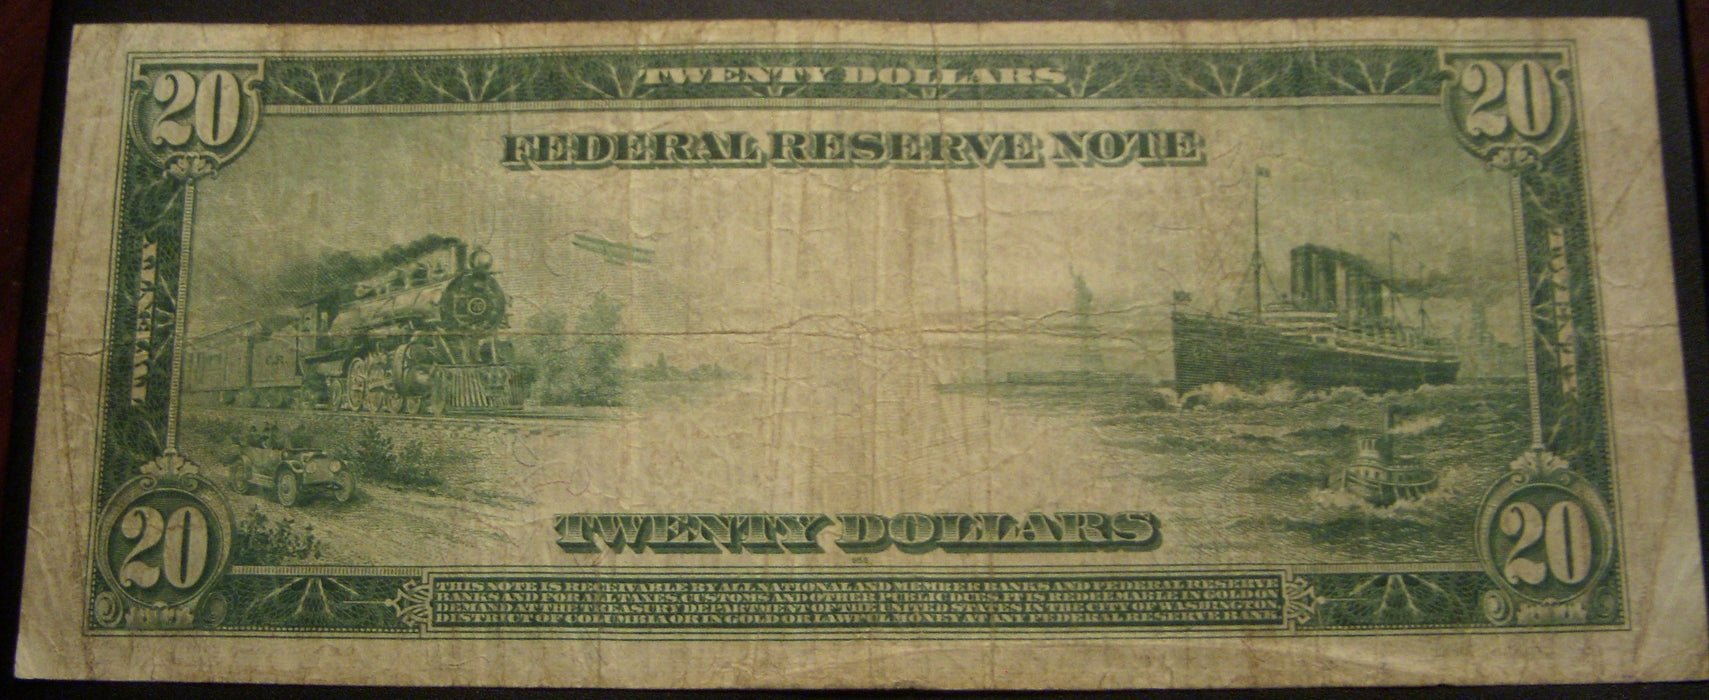 20 TWENTY DOLLARS 20
FEDERAL RESERVE NOTE
TWENTY
TWENTY
TWENTY DOLLARS
20
20
THIS NOTE IS RECEIVABLE BY ALL NATIONAL AND MEMBER BANKS AND FEDERAL RESERVE
BANKS AND FOR ALL TAXES, CUSTOMS AND OTHER PUBLIC DUES. IT IS REDEEMABLE IN GOLD ON
DEMAND AT THE TREASURY DEPARTMENT OF THE UNITED STATES IN THE CITY OF WASHINGTON,
DISTRICT OF COLUMBIA OR IN GOLD OR LAWFUL MONEY AT ANY FEDERAL RESERVE BANK.